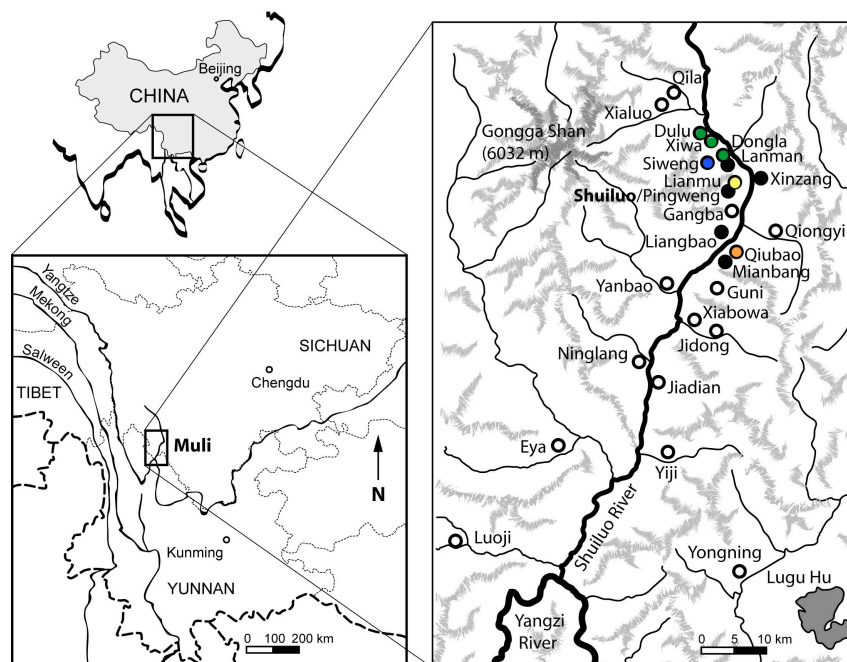 Beijing
CHINA
Yangtze
Mekong
Salween
TIBET
SICHUAN
Chengdu
Muli
N
Kunming
YUNNAN
0 100 200 km
Qila
Xialuo
Gongga Shan
(6032 m)
Dulu
Xiwa
Dongla
Lanman
Siweng
Lianmu
Xinzang
Shuiluo/Pingweng
Gangba
Qiongyi
Liangbao
Qiubao
Mianbang
Yanbao
Guni
Xiabowa
Jidong
Ninglang
Jiadian
Eya
Yiji
Shuiluo River
Luoji
Yongning
Lugu Hu
Yangzi
River
0 5 10 km